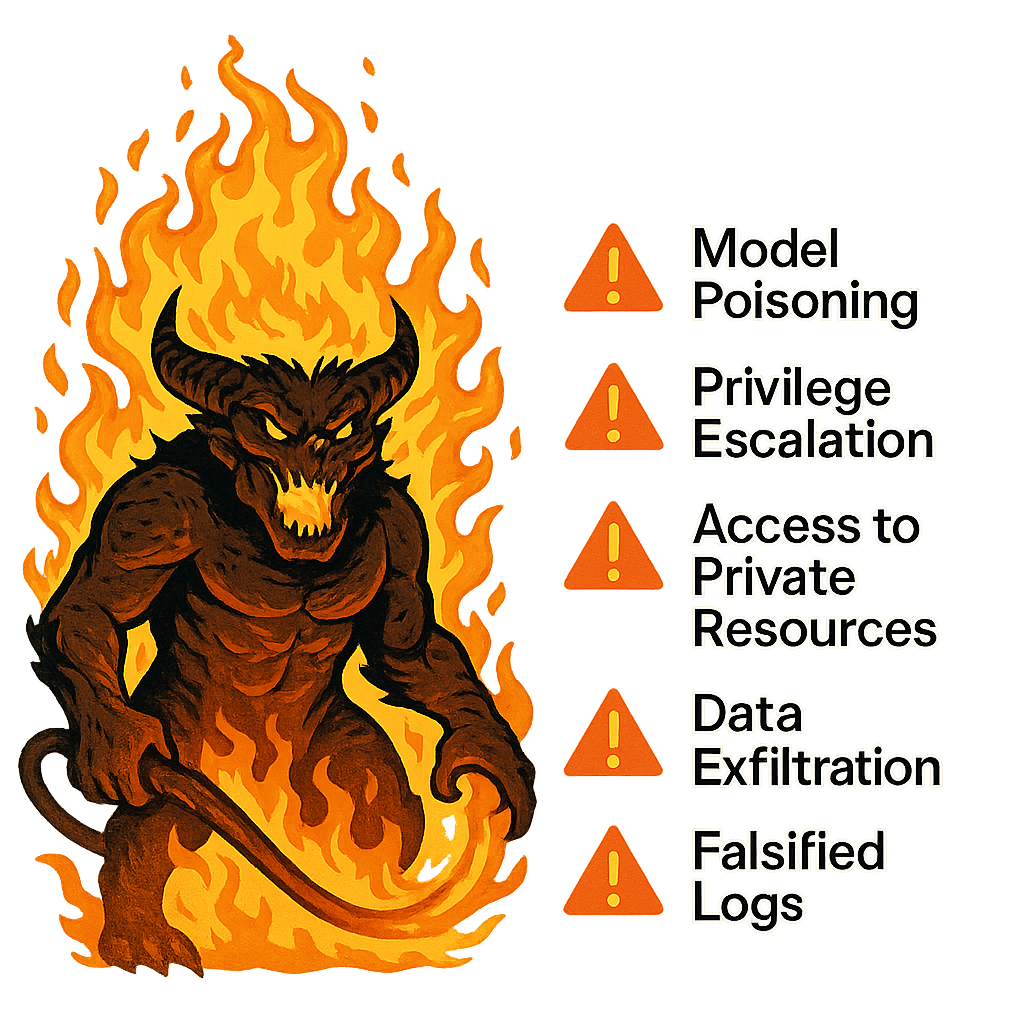 Model
Poisoning
Privilege
Escalation
Access to
Private
Resources
Data
Exfiltration
Falsified
Logs